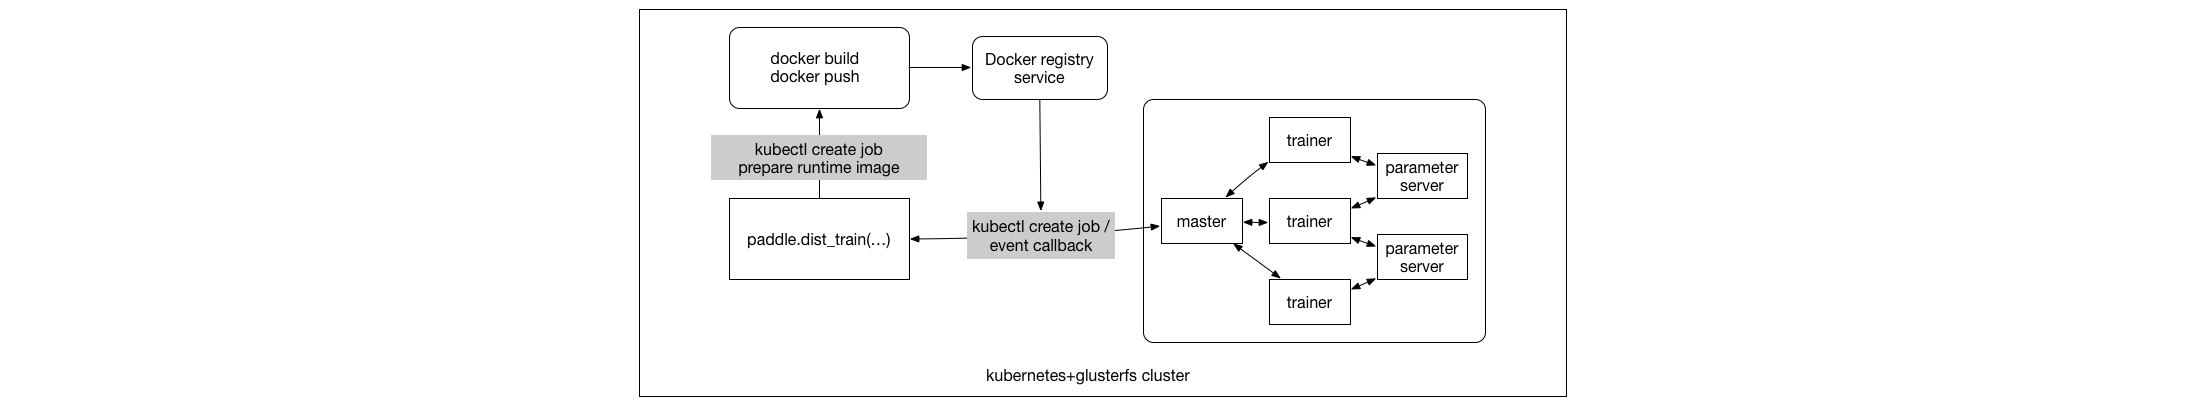 docker build
docker push
Docker registry
service
kubectl create job
prepare runtime image
paddle.dist_train(...)
kubectl create job /
event callback
master
trainer
trainer
trainer
parameter
server
parameter
server
kubernetes+glusterfs cluster